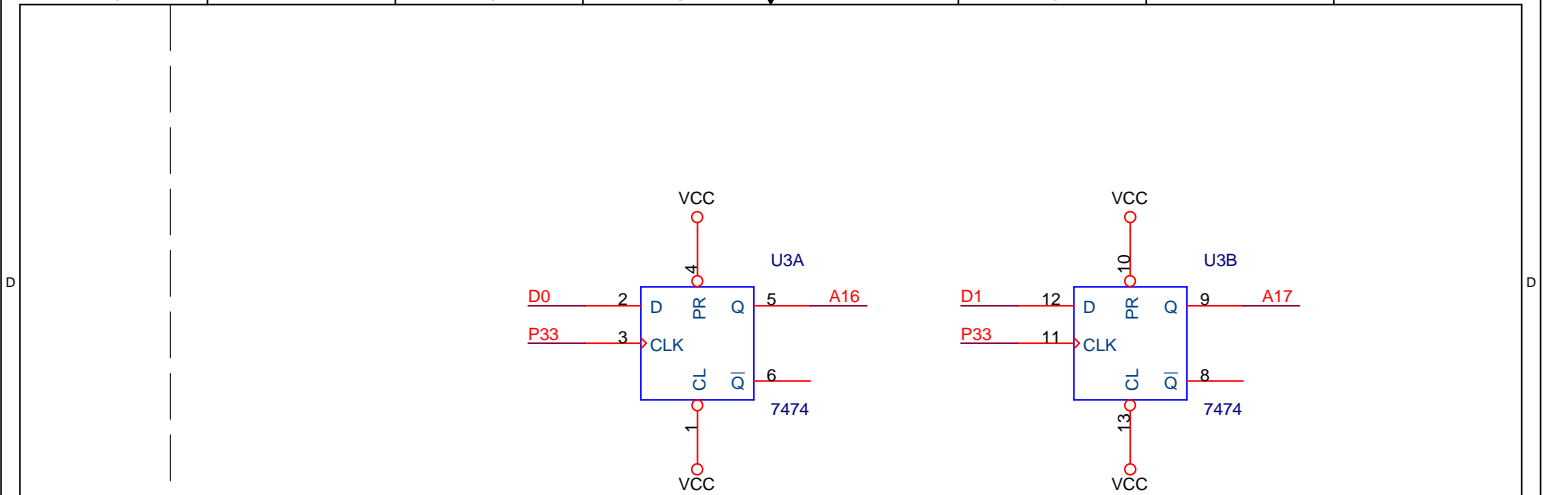 VCC VCC
4 U3A 10 U3B
D D
D0 2 D PR Q 5 A16 D1 12 D PR Q 9 A17
P33 3 CLK P33 11 CLK
CL Q̅ 6 CL Q̅ 8
1 7474 13 7474
VCC VCC